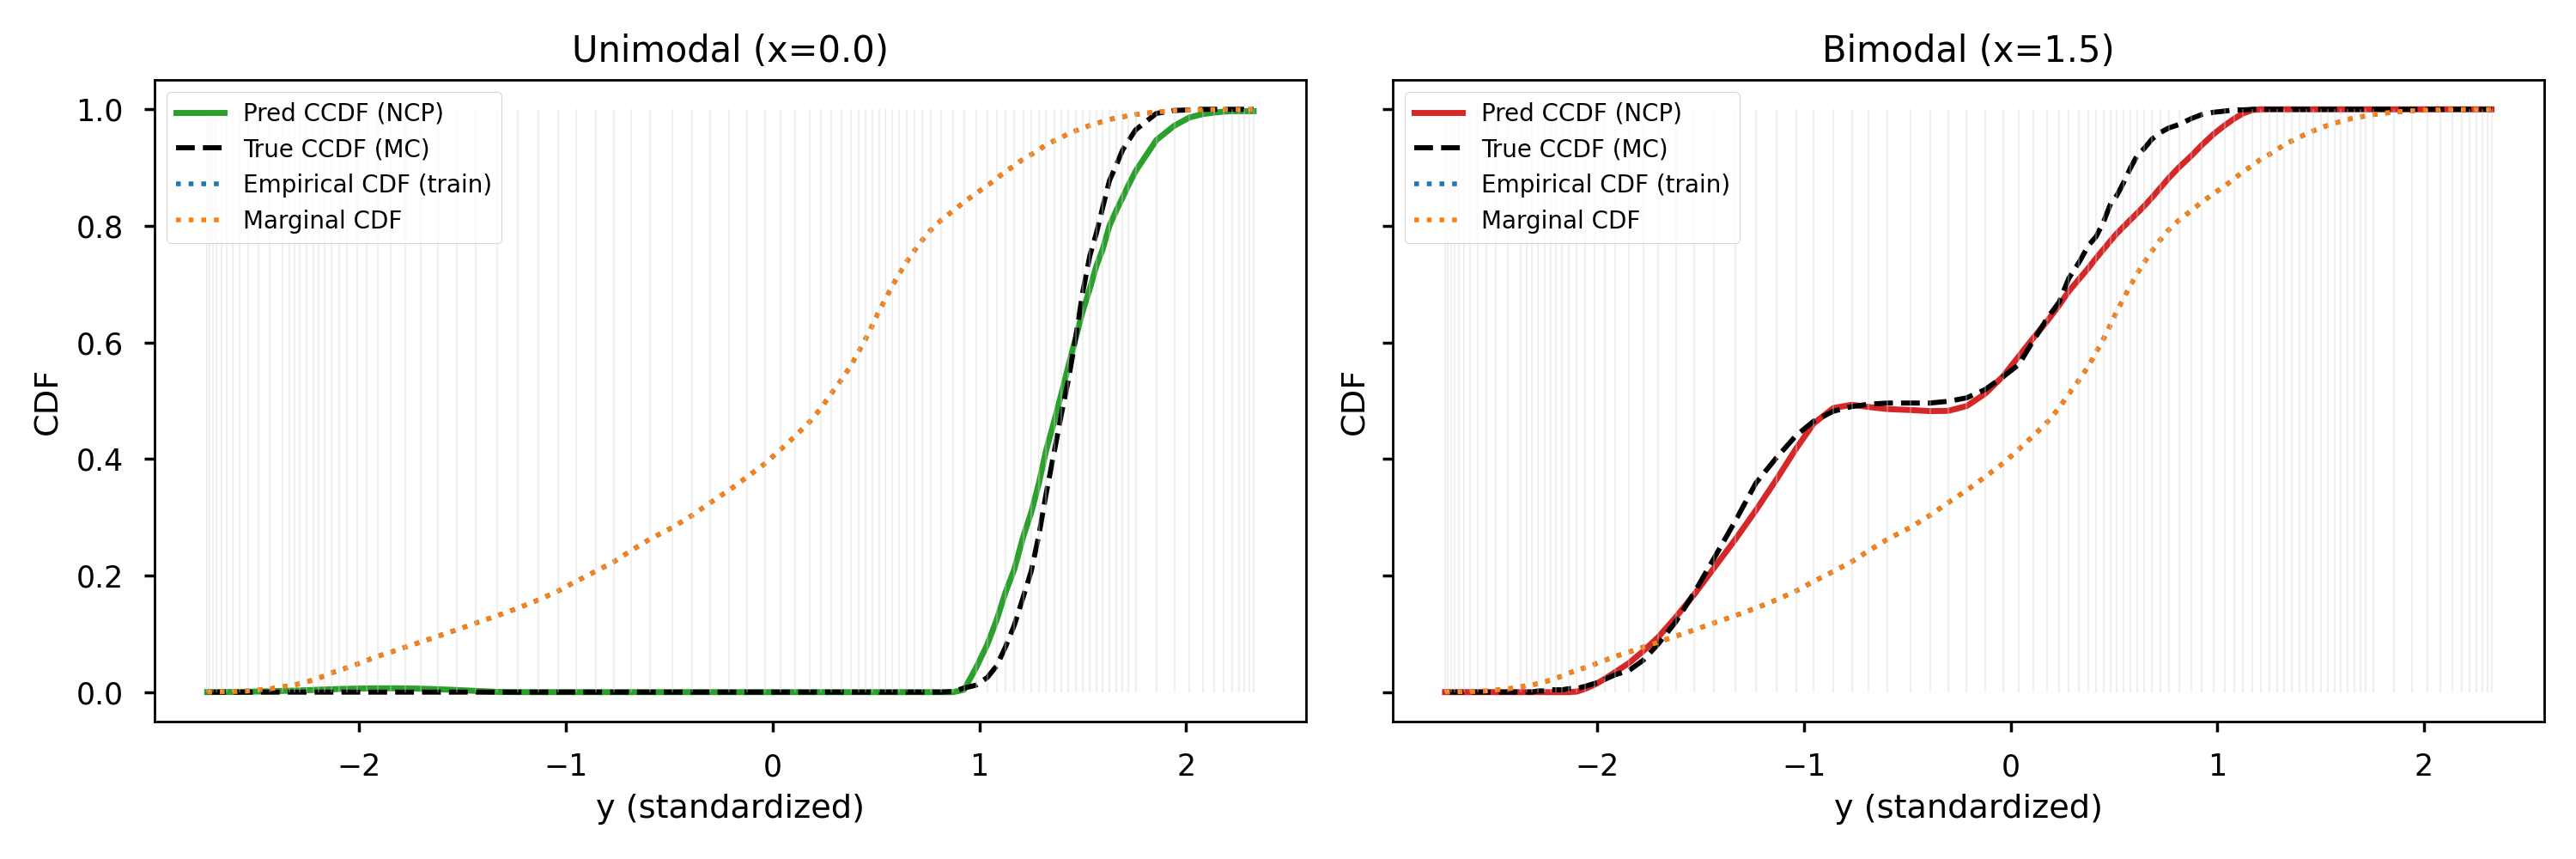 Unimodal (x=0.0)
Pred CCDF (NCP)
True CCDF (MC)
Empirical CDF (train)
Marginal CDF
1.0
0.8
0.6
0.4
0.2
0.0
CDF
−2
−1
0
1
2
y (standardized)
Bimodal (x=1.5)
Pred CCDF (NCP)
True CCDF (MC)
Empirical CDF (train)
Marginal CDF
CDF
−2
−1
0
1
2
y (standardized)